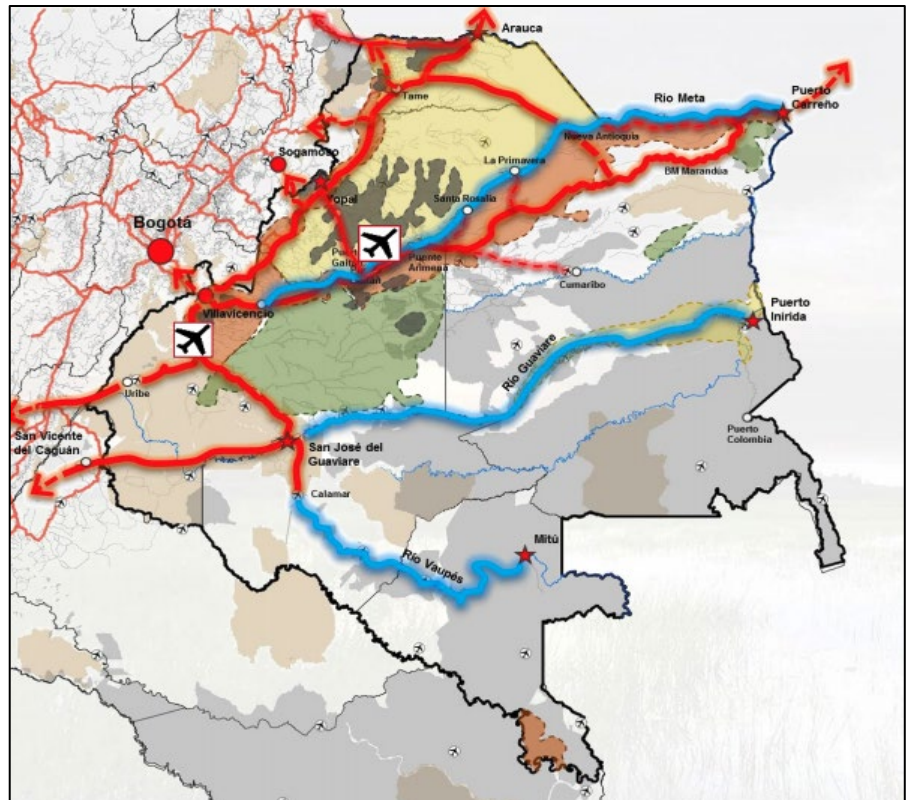 Arauca
Tame
Río Meta
Puerto
Carreño
Nueva Antioquia
Sogamoso
La Primavera
BM Marandúa
Yopal
Santa Rosalía
Bogotá
Puente
Arimena
Cumaribo
Villavicencio
Puerto
Inírida
Río Guaviare
Uribe
Puerto
Colombia
San Vicente
del Caguán
San José del
Guaviare
Calamar
Mitú
Río Vaupés